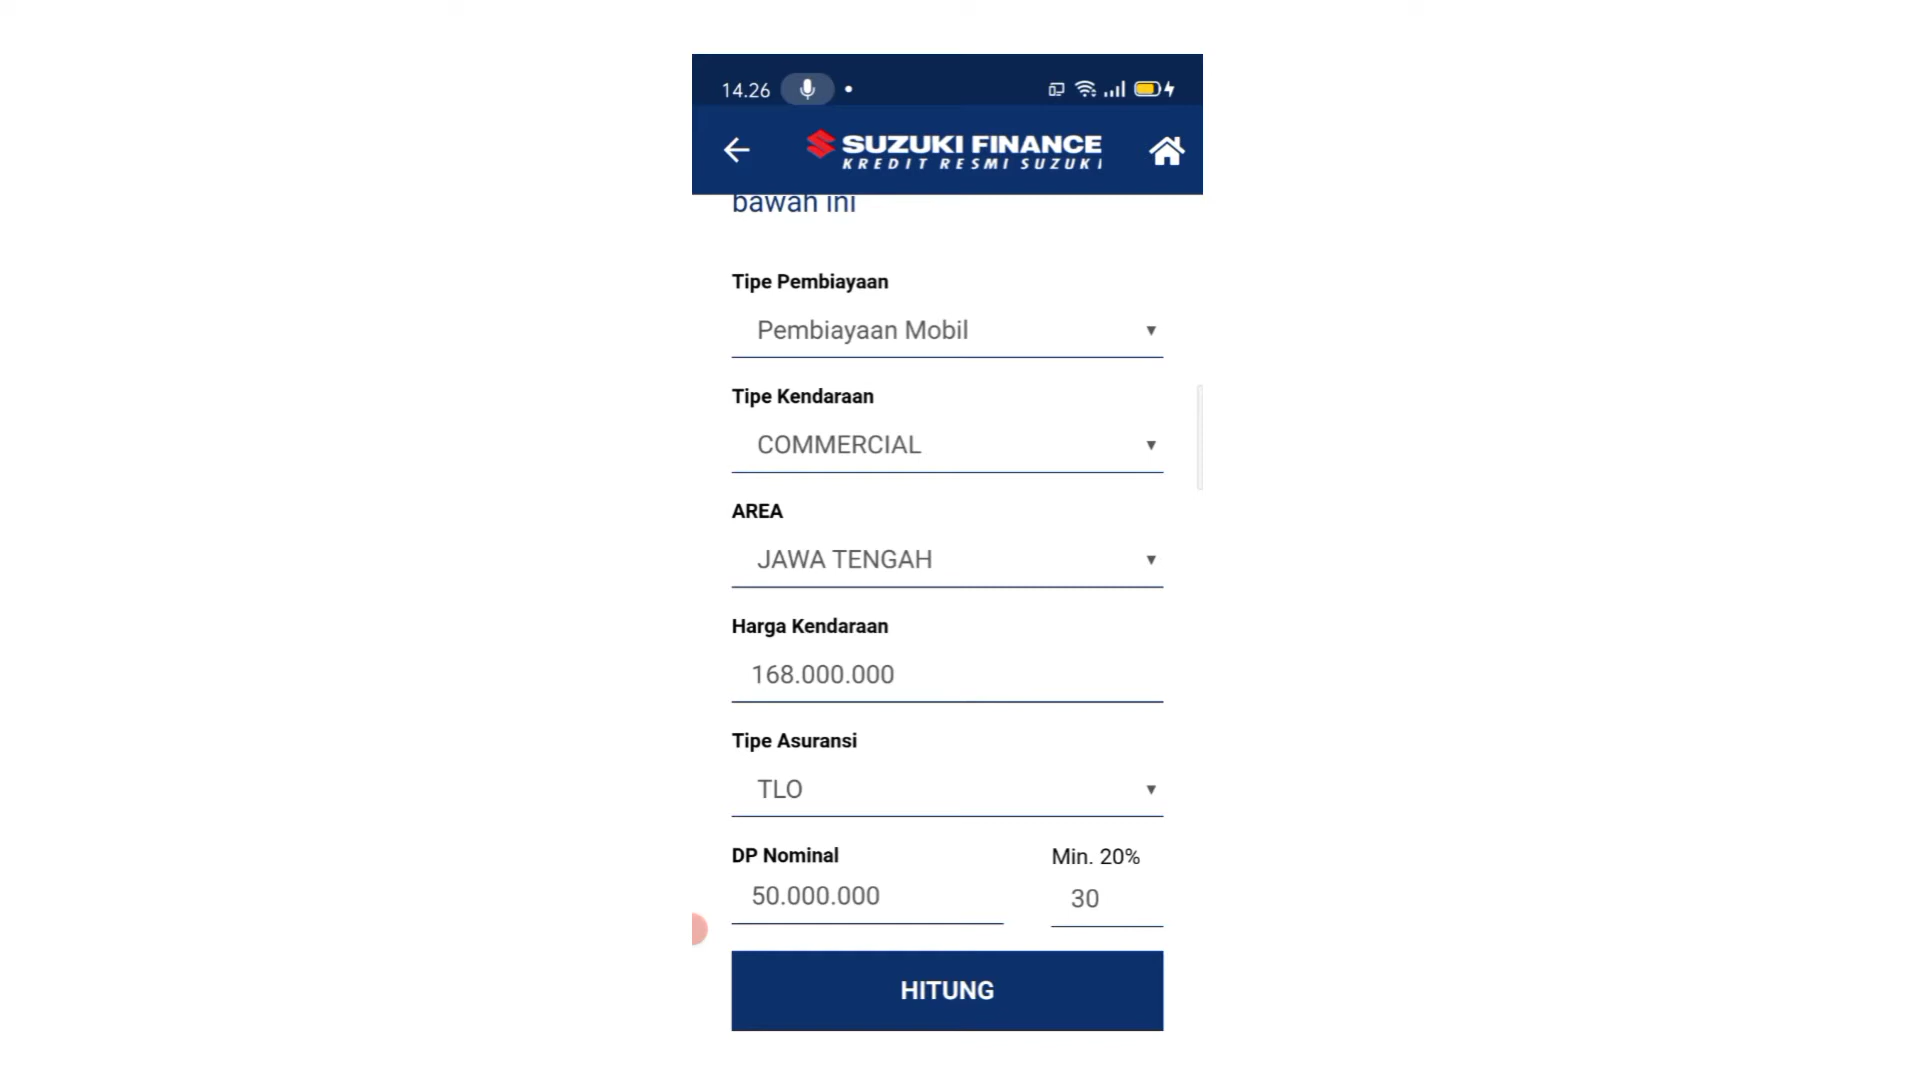 14.26
SUZUKI FINANCE
KREDIT RESMI SUZUKI
bawah ini
Tipe Pembiayaan
Pembiayaan Mobil
Tipe Kendaraan
COMMERCIAL
AREA
JAWA TENGAH
Harga Kendaraan
168.000.000
Tipe Asuransi
TLO
DP Nominal Min. 20%
50.000.000 30
HITUNG